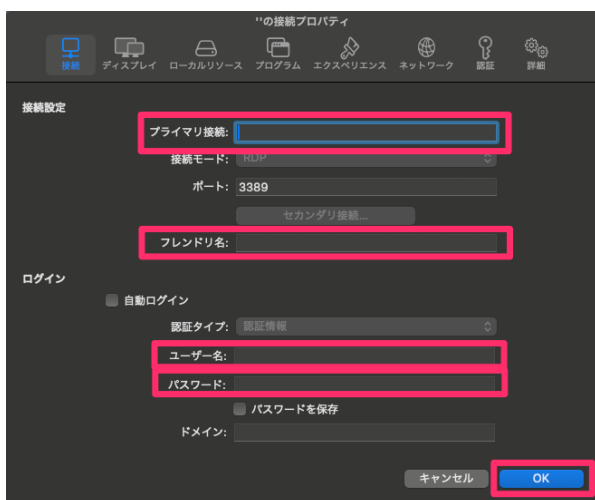 ''の接続プロパティ
接続 ディスプレイ ローカルリソース プログラム エクスペリエンス ネットワーク 認証 詳細
接続設定
プライマリ接続:
接続モード: RDP
ポート: 3389
セカンダリ接続...
フレンドリ名:
ログイン
自動ログイン
認証タイプ: 認証情報
ユーザー名:
パスワード:
パスワードを保存
ドメイン:
キャンセル OK